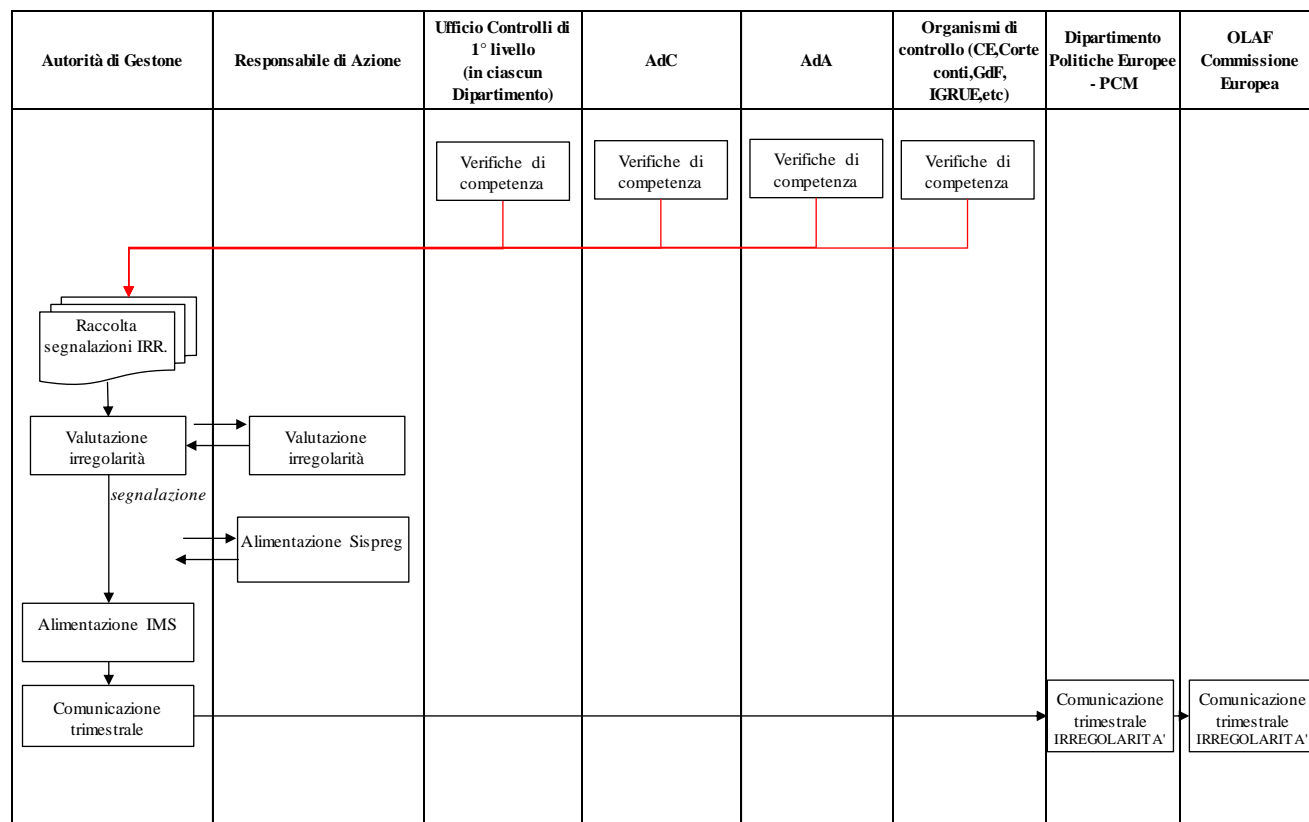 Autorità di Gestone
Responsabile di Azione
Ufficio Controlli di
1° livello
(in ciascun
Dipartimento)
AdC
AdA
Organismi di
controllo (CE,Corte
conti,GdF,
IGRUE,etc)
Dipartimento
Politiche Europee
- PCM
OLAF
Commissione
Europea
Verifiche di
competenza
Verifiche di
competenza
Verifiche di
competenza
Verifiche di
competenza
Raccolta
segnalazioni IRR.
Valutazione
irregolarità
Valutazione
irregolarità
segnalazione
Alimentazione Sispreg
Alimentazione IMS
Comunicazione
trimestrale
Comunicazione
trimestrale
IRREGOLARITA'
Comunicazione
trimestrale
IRREGOLARITA'